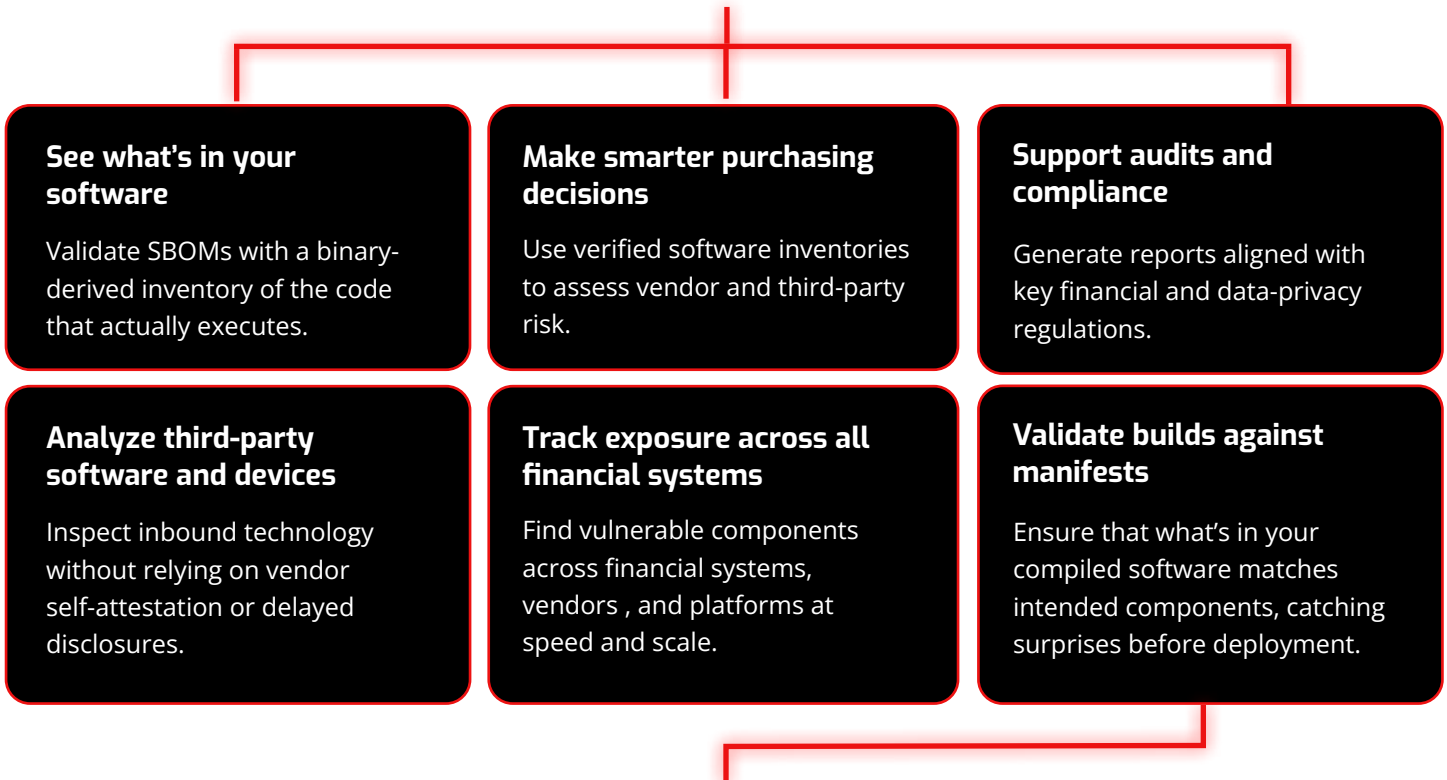 See what’s in your
software
Validate SBOMs with a binary-
derived inventory of the code
that actually executes.
Make smarter purchasing
decisions
Use verified software inventories
to assess vendor and third-party
risk.
Support audits and
compliance
Generate reports aligned with
key financial and data-privacy
regulations.
Analyze third-party
software and devices
Inspect inbound technology
without relying on vendor
self-attestation or delayed
disclosures.
Track exposure across all
financial systems
Find vulnerable components
across financial systems,
vendors , and platforms at
speed and scale.
Validate builds against
manifests
Ensure that what’s in your
compiled software matches
intended components, catching
surprises before deployment.